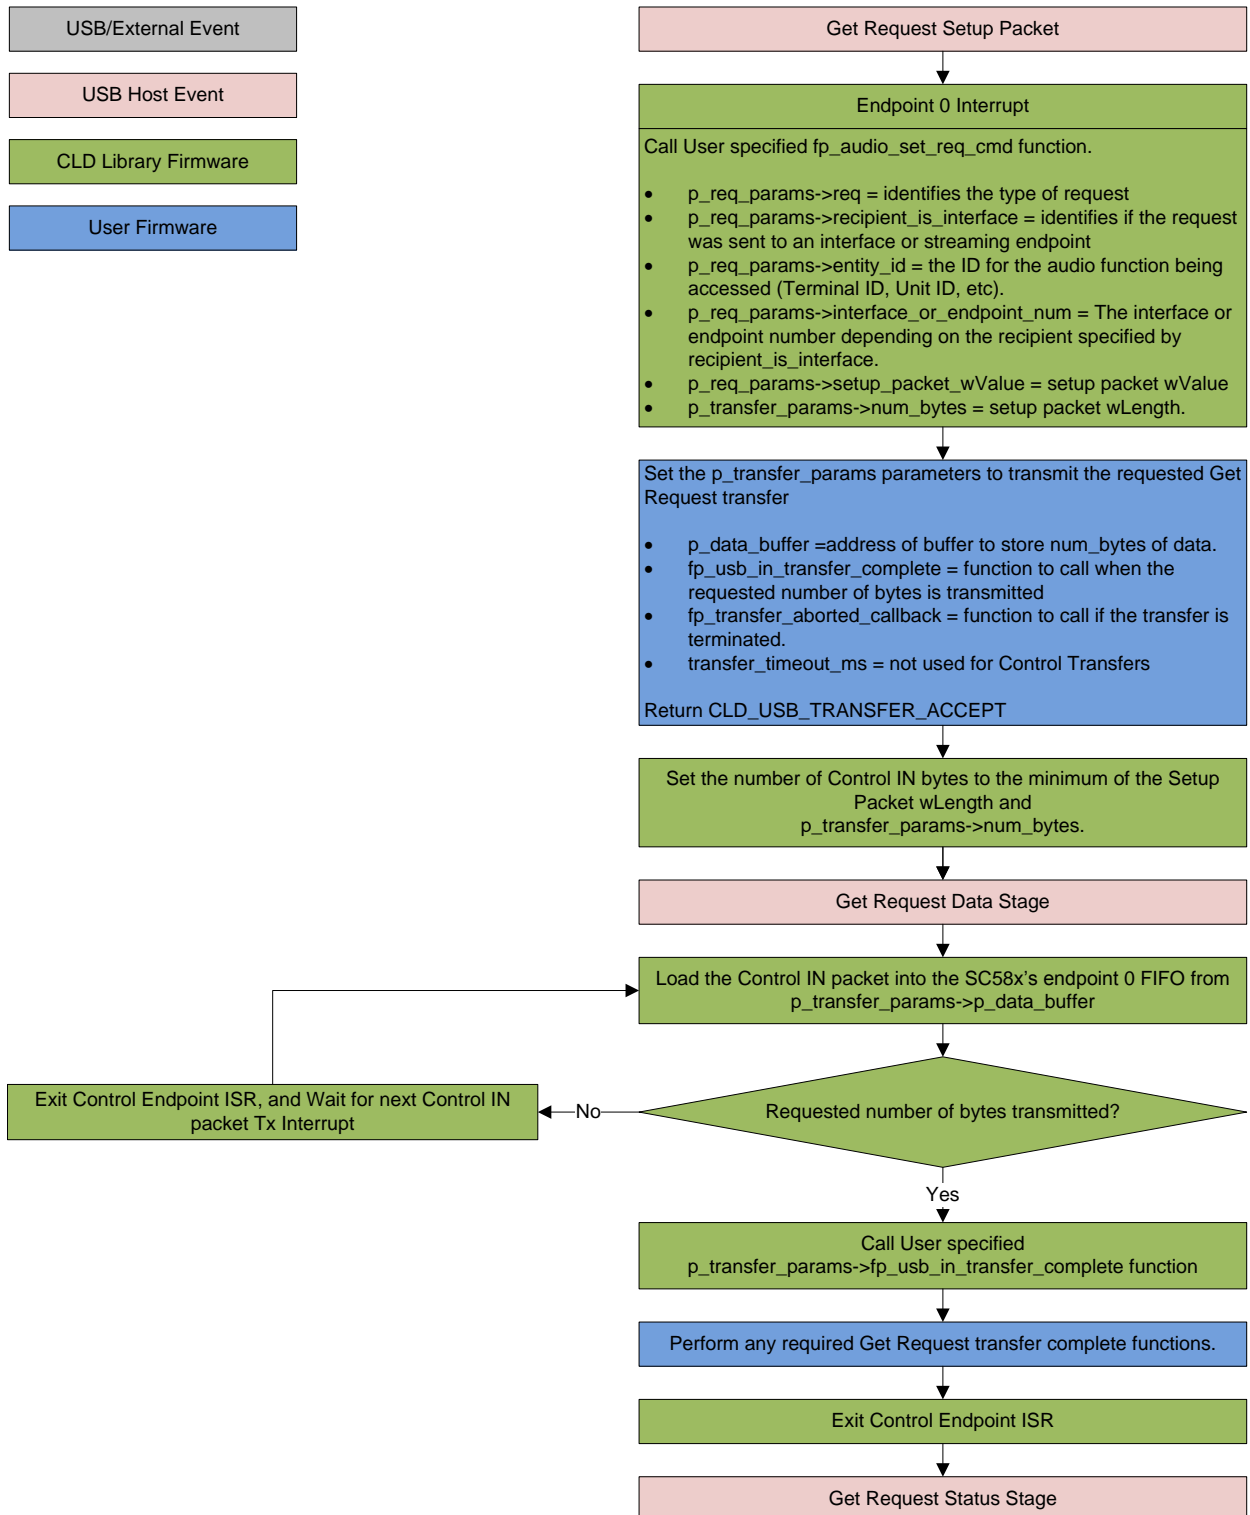 USB/External Event
USB Host Event
CLD Library Firmware
User Firmware
Get Request Setup Packet
Endpoint 0 Interrupt
Call User specified fp_audio_set_req_cmd function.
• p_req_params->req = identifies the type of request
• p_req_params->recipient_is_interface = identifies if the request
was sent to an interface or streaming endpoint
• p_req_params->entity_id = the ID for the audio function being
accessed (Terminal ID, Unit ID, etc).
• p_req_params->interface_or_endpoint_num = The interface or
endpoint number depending on the recipient specified by
recipient_is_interface.
• p_req_params->setup_packet_wValue = setup packet wValue
• p_transfer_params->num_bytes = setup packet wLength.
Set the p_transfer_params parameters to transmit the requested Get
Request transfer
• p_data_buffer =address of buffer to store num_bytes of data.
• fp_usb_in_transfer_complete = function to call when the
requested number of bytes is transmitted
• fp_transfer_aborted_callback = function to call if the transfer is
terminated.
• transfer_timeout_ms = not used for Control Transfers
Return CLD_USB_TRANSFER_ACCEPT
Set the number of Control IN bytes to the minimum of the Setup
Packet wLength and
p_transfer_params->num_bytes.
Get Request Data Stage
Load the Control IN packet into the SC58x's endpoint 0 FIFO from
p_transfer_params->p_data_buffer
Exit Control Endpoint ISR, and Wait for next Control IN
packet Tx Interrupt
No
Requested number of bytes transmitted?
Yes
Call User specified
p_transfer_params->fp_usb_in_transfer_complete function
Perform any required Get Request transfer complete functions.
Exit Control Endpoint ISR
Get Request Status Stage